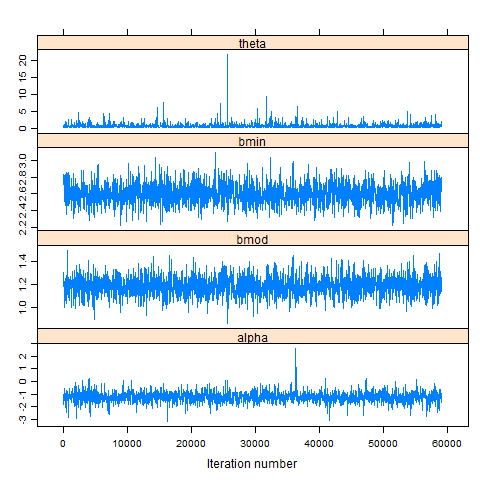 theta
0 5 10 15 20
bmin
2.2 2.4 2.6 2.8 3.0
bmod
1.0 1.2 1.4
alpha
-3 -2 -1 0 1 2
0 10000 20000 30000 40000 50000 60000
Iteration number